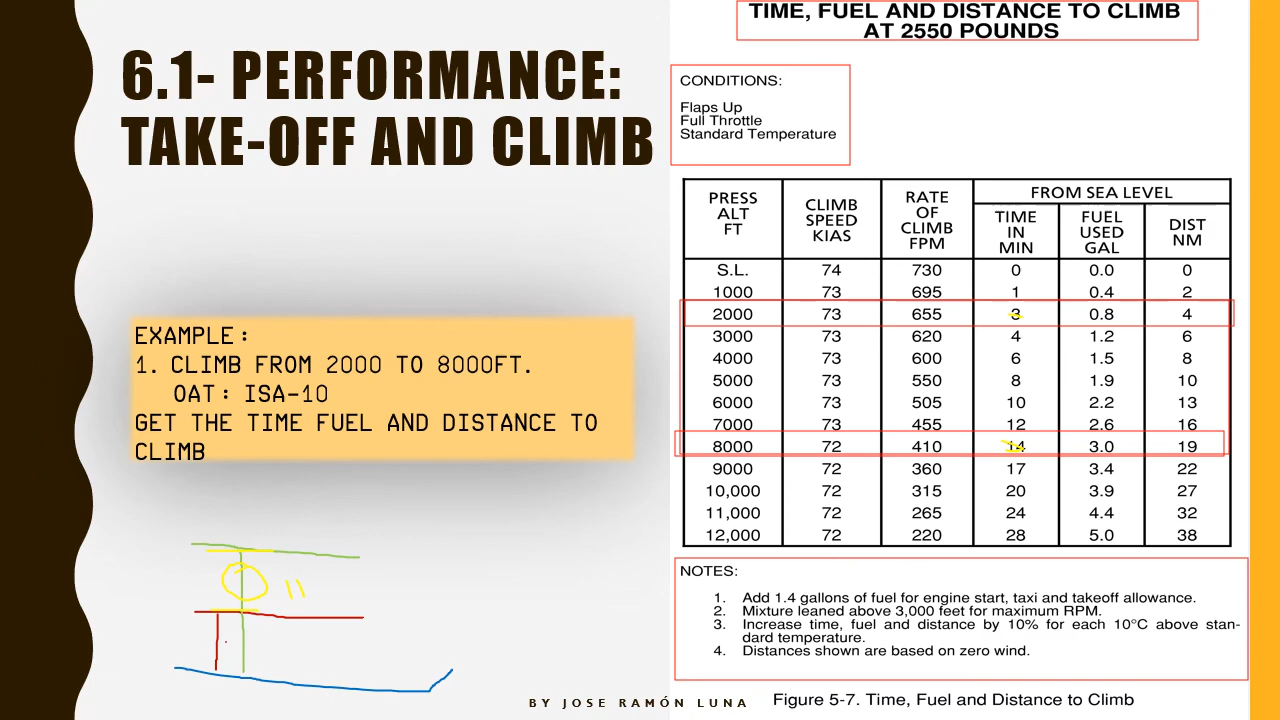 6.1- PERFORMANCE:
TAKE-OFF AND CLIMB
EXAMPLE:
1. CLIMB FROM 2000 TO 8000FT.
OAT: ISA-10
GET THE TIME FUEL AND DISTANCE TO
CLIMB
11
TIME, FUEL AND DISTANCE TO CLIMB
AT 2550 POUNDS
CONDITIONS:
Flaps Up
Full Throttle
Standard Temperature
PRESS ALT FT CLIMB SPEED KIAS RATE OF CLIMB FPM FROM SEA LEVEL
TIME IN MIN FUEL USED GAL DIST NM
S.L. 74 730 0 0.0 0
1000 73 695 1 0.4 2
2000 73 655 3 0.8 4
3000 73 620 4 1.2 6
4000 73 600 6 1.5 8
5000 73 550 8 1.9 10
6000 73 505 10 2.2 13
7000 73 455 12 2.6 16
8000 72 410 14 3.0 19
9000 72 360 17 3.4 22
10,000 72 315 20 3.9 27
11,000 72 265 24 4.4 32
12,000 72 220 28 5.0 38
NOTES:
1. Add 1.4 gallons of fuel for engine start, taxi and takeoff allowance.
2. Mixture leaned above 3,000 feet for maximum RPM.
3. Increase time, fuel and distance by 10% for each 10°C above stan-
dard temperature.
4. Distances shown are based on zero wind.
Figure 5-7. Time, Fuel and Distance to Climb
BY JOSE RAMÓN LUNA